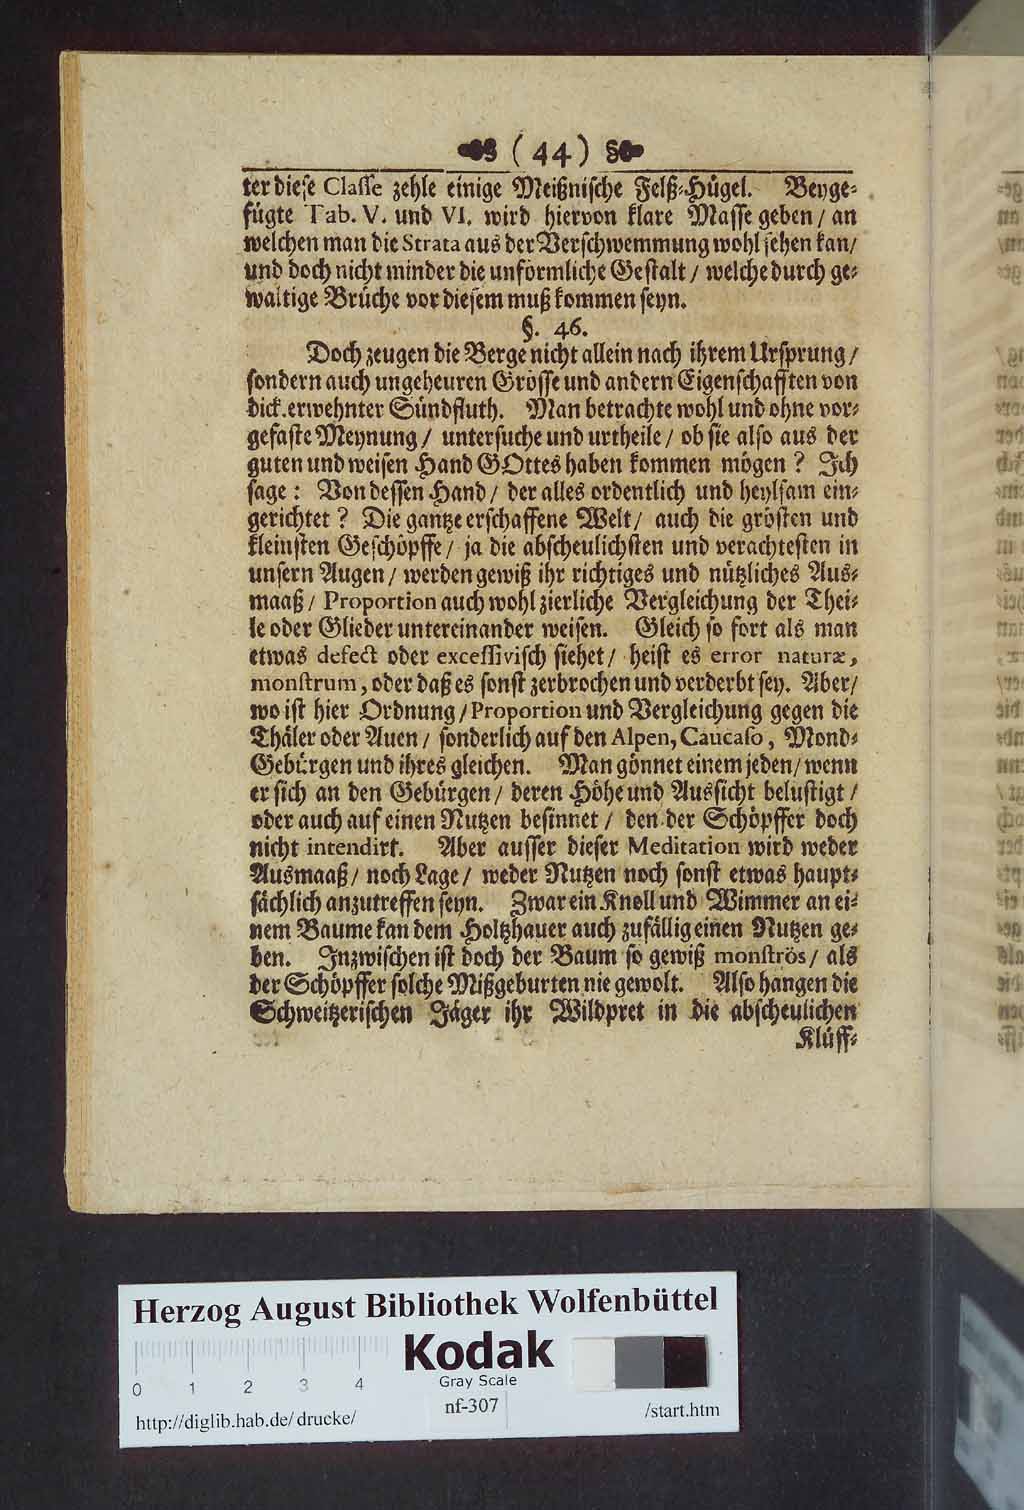 ( 44 )
ter diese Classe zehle einige Meißnische Felß-Hügel. Beyge-
fügte Tab. V. und VI. wird hiervon klare Masse geben / an
welchen man die Strata aus der Verschwemmung wohl sehen kan/
und doch nicht minder die unförmliche Gestalt / welche durch ge-
waltige Brüche vor diesem muß kommen seyn.
§. 46.
Doch zeugen die Berge nicht allein nach ihrem Ursprung /
sondern auch ungeheuren Grösse und andern Eigenschafften von
dick.erwehnter Sündfluth. Man betrachte wohl und ohne vor-
gefaste Meynung / untersuche und urtheile / ob sie also aus der
guten und weisen Hand GOttes haben kommen mögen ? Ich
sage : Von dessen Hand / der alles ordentlich und heylsam ein-
gerichtet ? Die gantze erschaffene Welt / auch die grösten und
kleinsten Geschöpffe / ja die abscheulichsten und verachtesten in
unsern Augen / werden gewiß ihr richtiges und nützliches Aus-
maaß / Proportion auch wohl zierliche Vergleichung der Thei-
le oder Glieder untereinander weisen. Gleich so fort als man
etwas defect oder excessivisch siehet / heist es error naturæ,
monstrum, oder daß es sonst zerbrochen und verderbt sey. Aber/
wo ist hier Ordnung / Proportion und Vergleichung gegen die
Thäler oder Auen / sonderlich auf den Alpen, Caucaso, Mond-
Gebürgen und ihres gleichen. Man gönnet einem jeden/ wenn
er sich an den Gebürgen / deren Höhe und Aussicht belustigt /
oder auch auf einen Nutzen besinnet / den der Schöpffer doch
nicht intendirt. Aber ausser dieser Meditation wird weder
Ausmaaß / noch Lage / weder Nutzen noch sonst etwas haupt-
sächlich anzutreffen seyn. Zwar ein Knoll und Wimmer an ei-
nem Baume kan dem Holtzhauer auch zufällig einen Nutzen ge-
ben. Inzwischen ist doch der Baum so gewiß monströs / als
der Schöpffer solche Mißgeburten nie gewolt. Also hangen die
Schweitzerischen Jäger ihr Wildpret in die abscheulichen
Klüff-
Herzog August Bibliothek Wolfenbüttel
Kodak
Gray Scale
0 1 2 3 4
nf-307
http://diglib.hab.de/drucke/ /start.htm